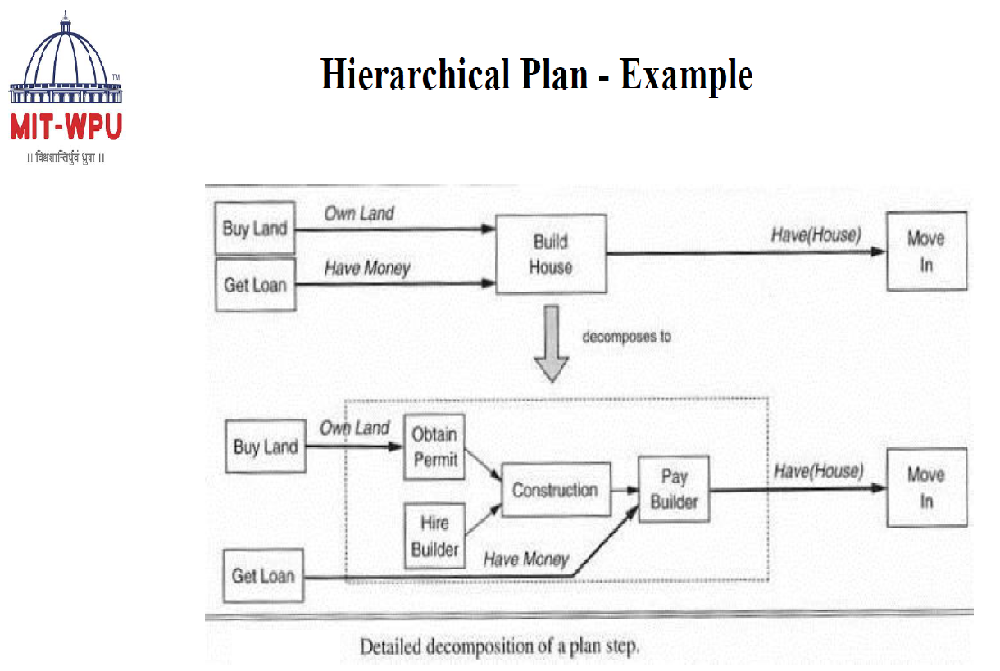 TM
MIT-WPU
।। विश्वशान्तिर्ध्रुवं ध्रुवा ।।
Hierarchical Plan - Example
Own Land
Buy Land
Build
House
Have(House)
Move
In
Have Money
Get Loan
decomposes to
Own Land
Buy Land
Obtain
Permit
Construction
Pay
Builder
Have(House)
Move
In
Hire
Builder
Have Money
Get Loan
Detailed decomposition of a plan step.